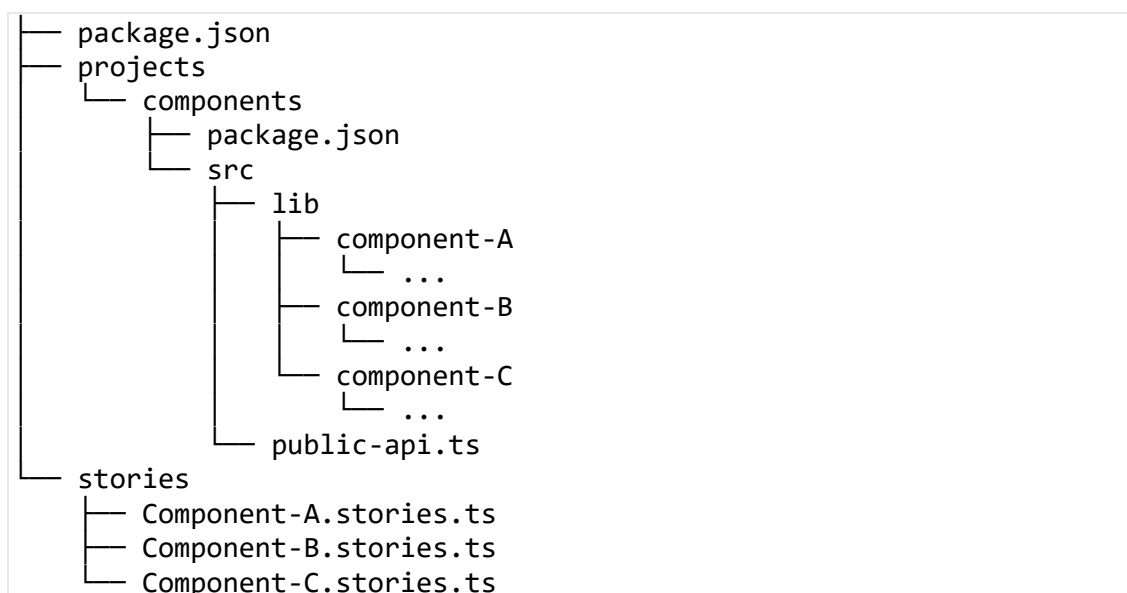 ├── package.json
├── projects
│   └── components
│       ├── package.json
│       └── src
│           ├── lib
│           │   ├── component-A
│           │   │   └── ...
│           │   ├── component-B
│           │   │   └── ...
│           │   └── component-C
│           │       └── ...
│           └── public-api.ts
└── stories
    ├── Component-A.stories.ts
    ├── Component-B.stories.ts
    └── Component-C.stories.ts